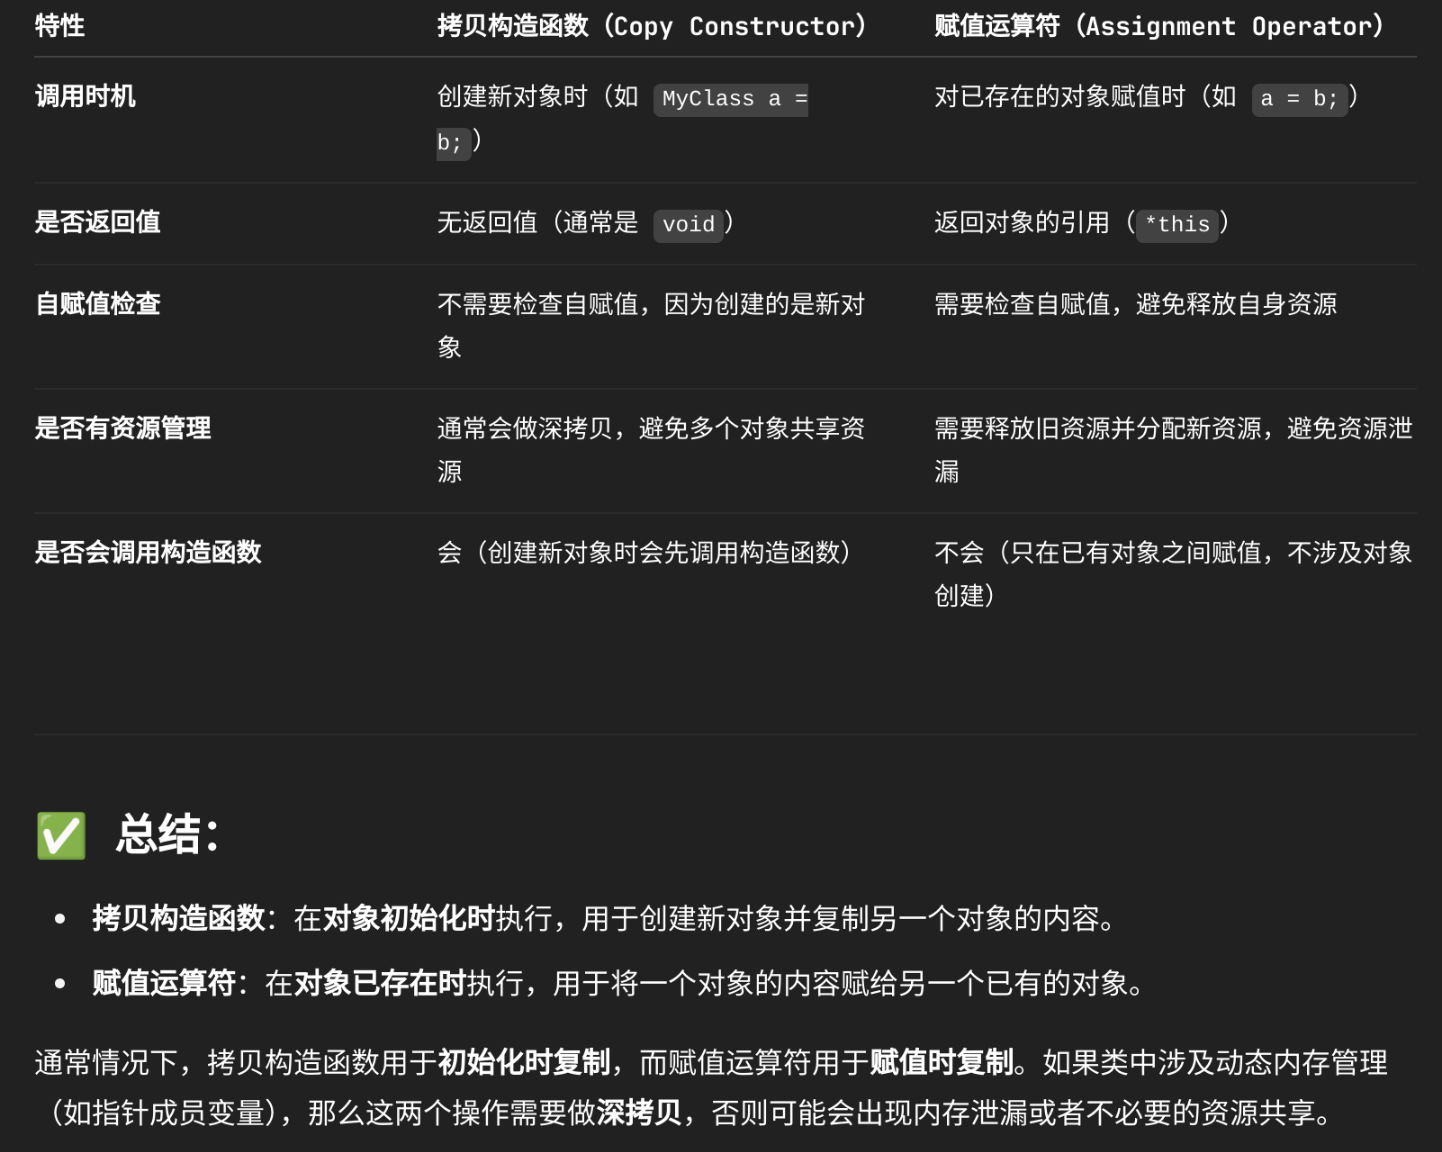 特性 拷贝构造函数（Copy Constructor） 赋值运算符（Assignment Operator）
调用时机 创建新对象时（如 MyClass a = 对已存在的对象赋值时（如 a = b;）
b;）
是否返回值 无返回值（通常是 void） 返回对象的引用（*this）
自赋值检查 不需要检查自赋值，因为创建的是新对 需要检查自赋值，避免释放自身资源
象
是否有资源管理 通常会做深拷贝，避免多个对象共享资 需要释放旧资源并分配新资源，避免资源泄
源 漏
是否会调用构造函数 会（创建新对象时会先调用构造函数） 不会（只在已有对象之间赋值，不涉及对象
创建）
✅ 总结：
• 拷贝构造函数：在对象初始化时执行，用于创建新对象并复制另一个对象的内容。
• 赋值运算符：在对象已存在时执行，用于将一个对象的内容赋给另一个已有的对象。
通常情况下，拷贝构造函数用于初始化时复制，而赋值运算符用于赋值时复制。如果类中涉及动态内存管理
（如指针成员变量），那么这两个操作需要做深拷贝，否则可能会出现内存泄漏或者不必要的资源共享。